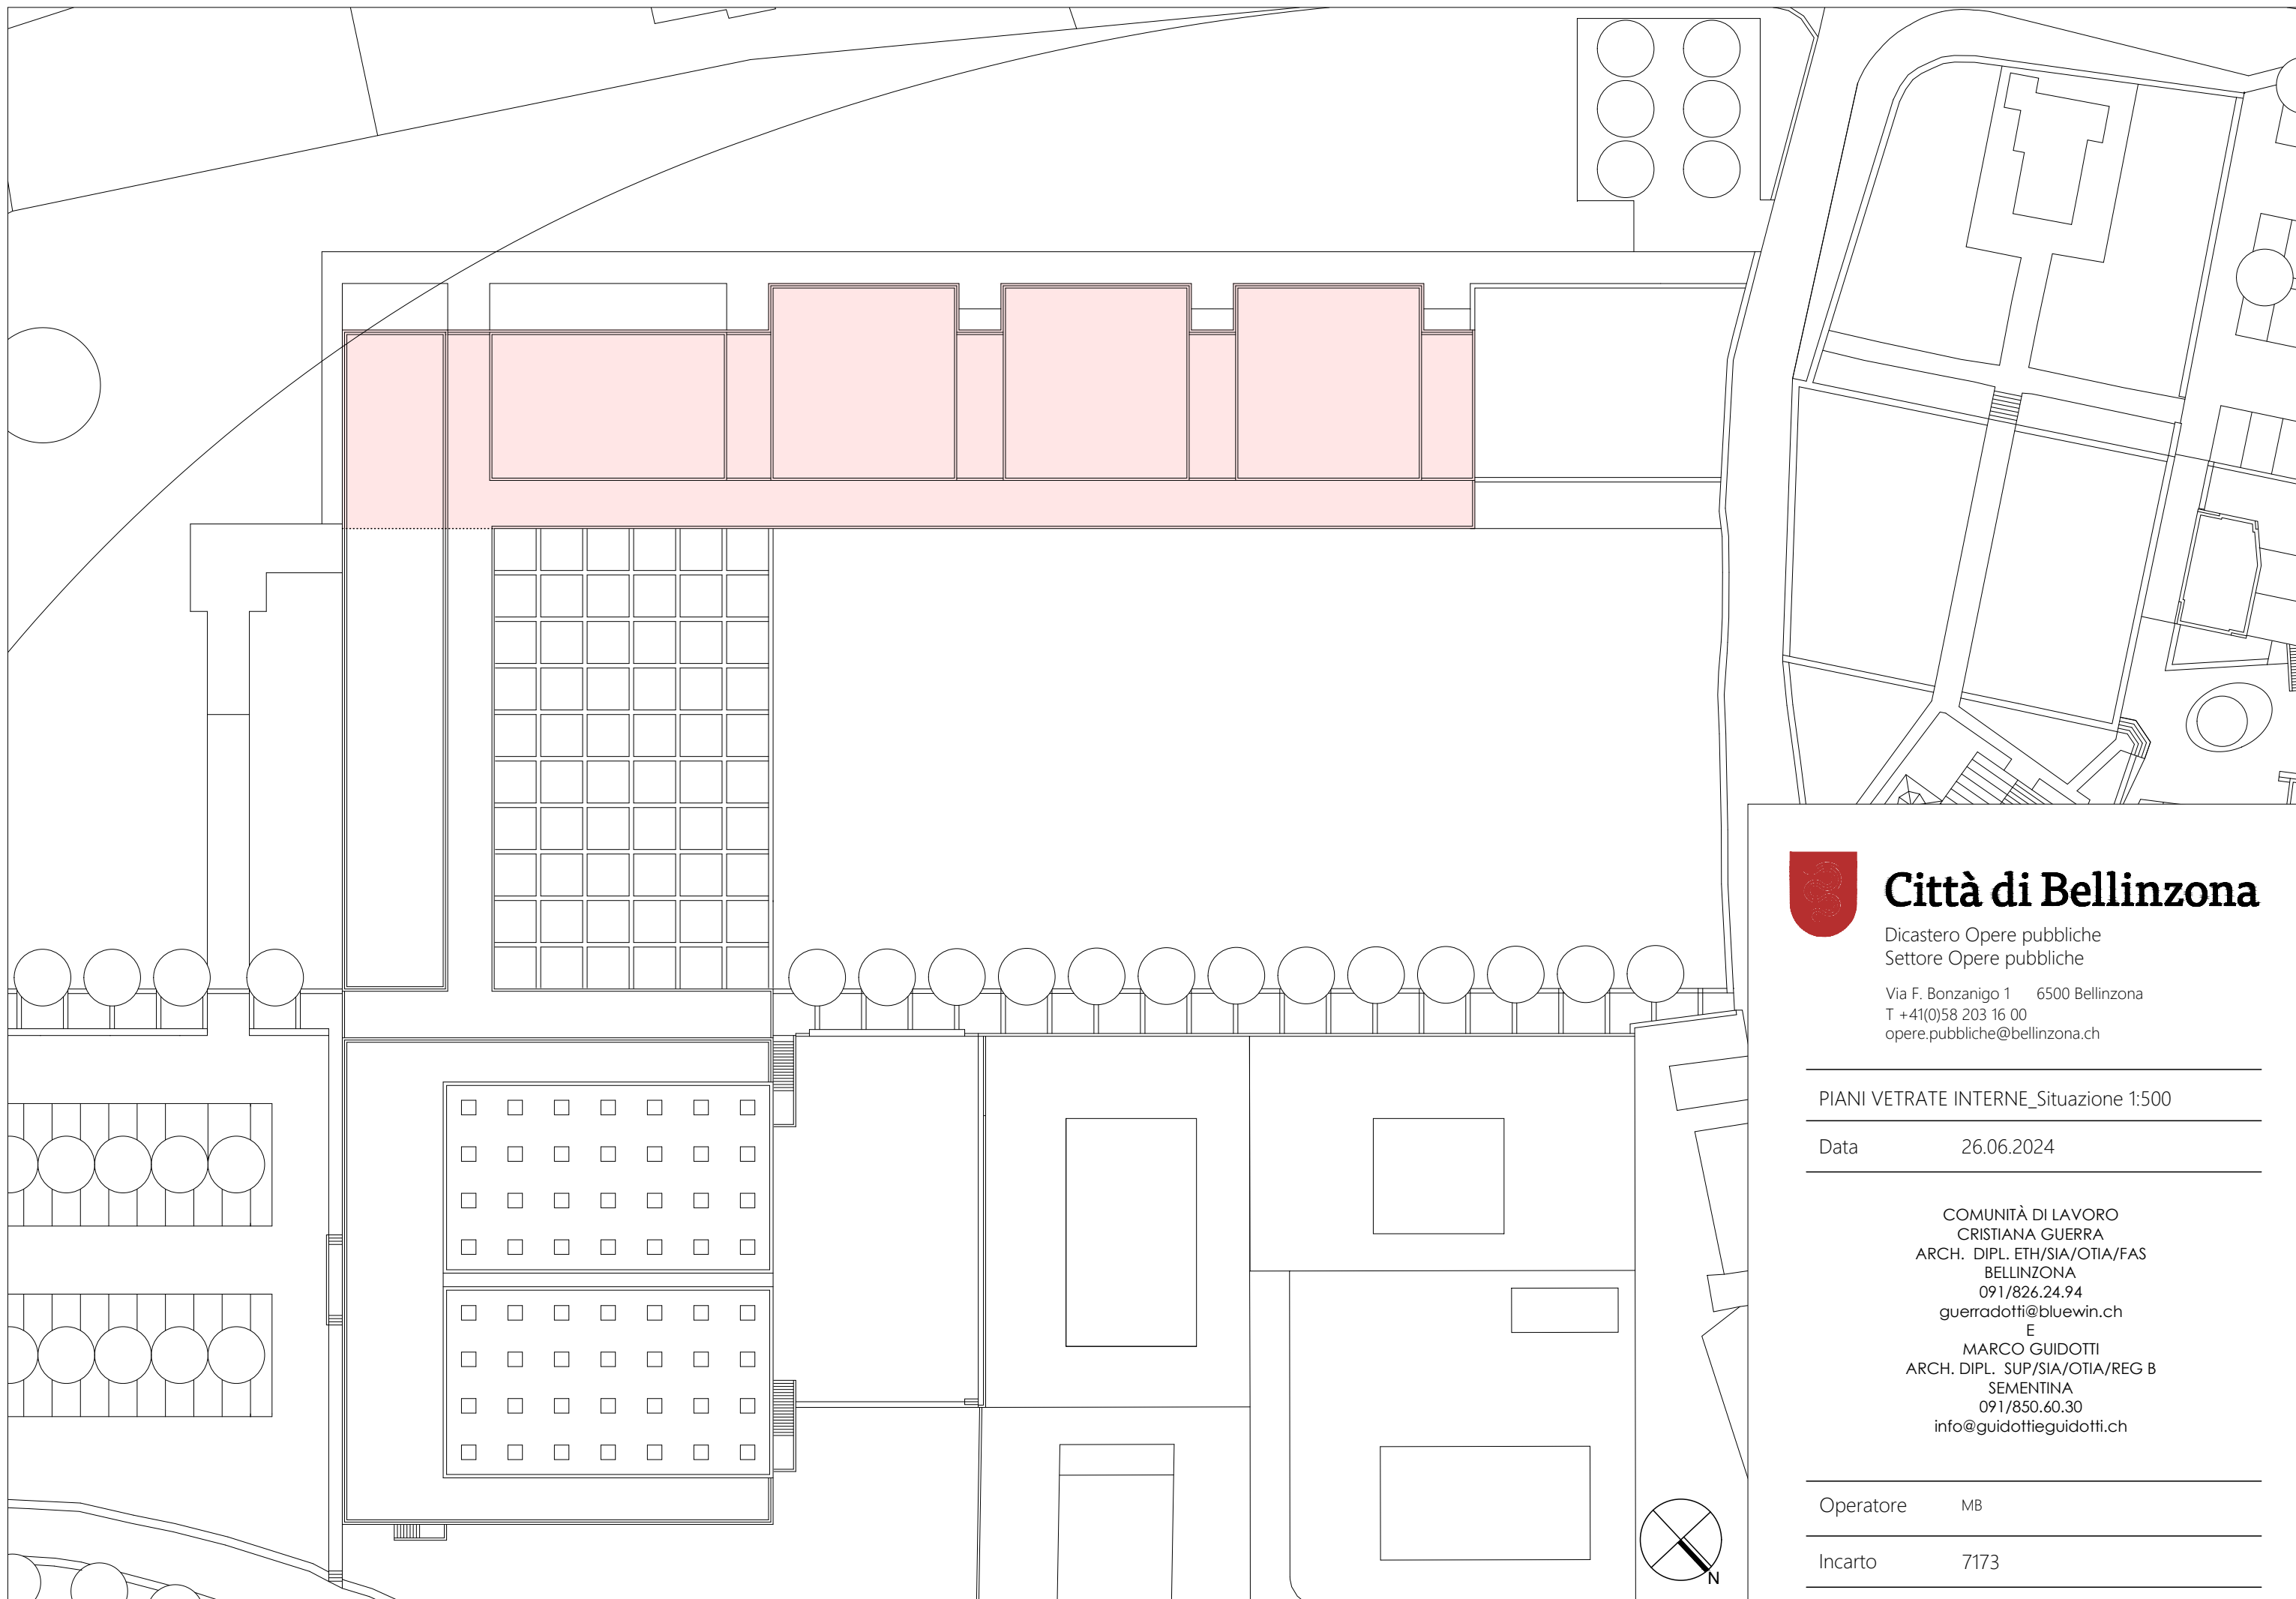 Città di Bellinzona
Dicastero Opere pubbliche
Settore Opere pubbliche
Via F. Bonzanigo 1 6500 Bellinzona
T +41(0)58 203 16 00
opere.pubbliche@bellinzona.ch
PIANI VETRATE INTERNE_Situazione 1:500
Data 26.06.2024
COMUNITÀ DI LAVORO
CRISTIANA GUERRA
ARCH. DIPL. ETH/SIA/OTIA/FAS
BELLINZONA
091/826.24.94
guerradotti@bluewin.ch
E
MARCO GUIDOTTI
ARCH. DIPL. SUP/SIA/OTIA/REG B
SEMENTINA
091/850.60.30
info@guidottieguidotti.ch
Operatore MB
Incarto 7173
N